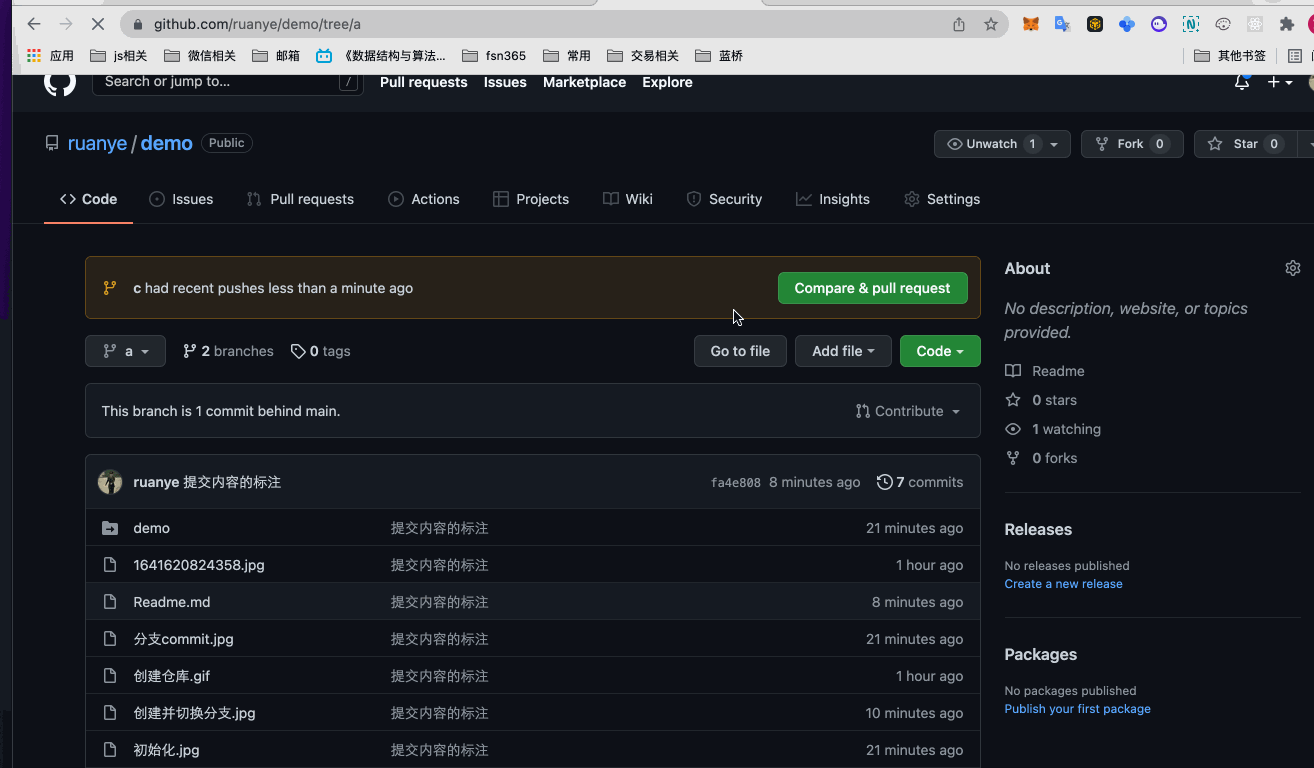 github.com/ruanye/demo/tree/a
应用 js相关 微信相关 邮箱 《数据结构与算法... fsn365 常用 交易相关 蓝桥 其他书签
Search or jump to... / Pull requests Issues Marketplace Explore
ruanye / demo Public Unwatch 1 Fork 0 Star 0
Code Issues Pull requests Actions Projects Wiki Security Insights Settings
c had recent pushes less than a minute ago Compare & pull request
a 2 branches 0 tags Go to file Add file Code
This branch is 1 commit behind main. Contribute
ruanye 提交内容的标注 fa4e808 8 minutes ago 7 commits
demo 提交内容的标注 21 minutes ago
1641620824358.jpg 提交内容的标注 1 hour ago
Readme.md 提交内容的标注 8 minutes ago
分支commit.jpg 提交内容的标注 21 minutes ago
创建仓库.gif 提交内容的标注 1 hour ago
创建并切换分支.jpg 提交内容的标注 10 minutes ago
初始化.jpg 提交内容的标注 21 minutes ago
About
No description, website, or topics
provided.
Readme
0 stars
1 watching
0 forks
Releases
No releases published
Create a new release
Packages
No packages published
Publish your first package